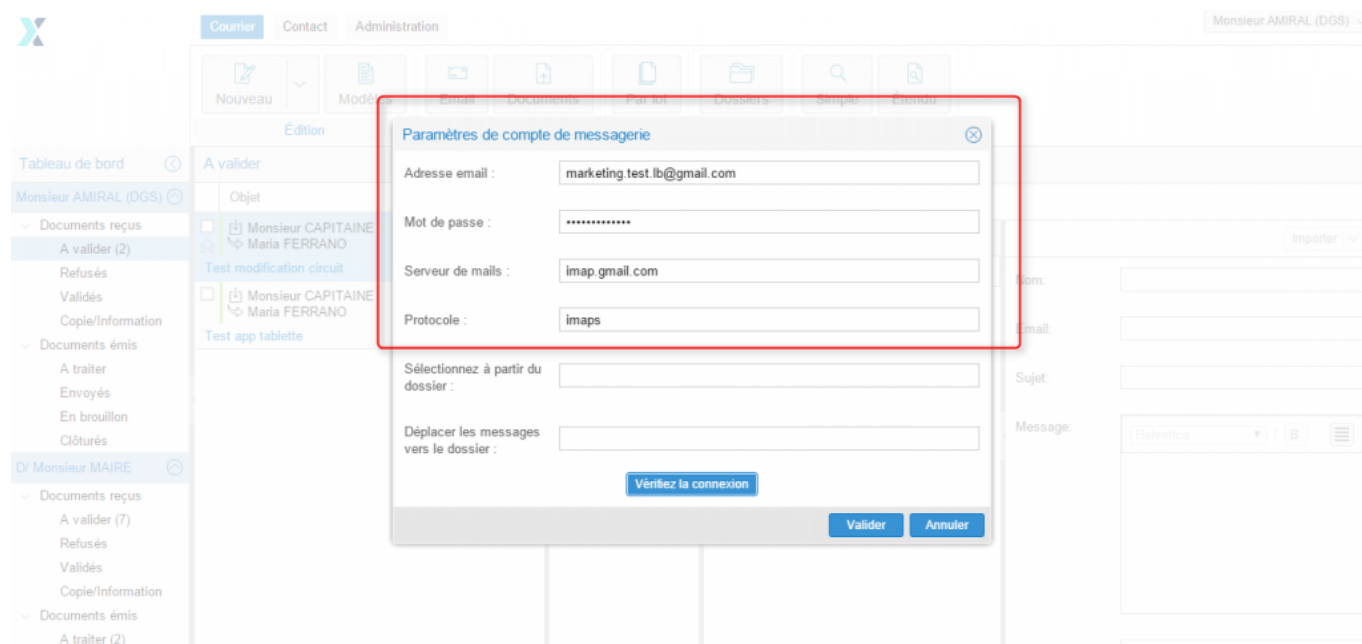 Courrier Contact Administration Monsieur AMIRAL (DGS)
Nouveau Modèles Email Documents Par lot Dossiers Simple Étendu
Édition
Paramètres de compte de messagerie
Tableau de bord A valider
Adresse email : marketing.test.lb@gmail.com
Monsieur AMIRAL (DGS) Objet
Documents reçus Monsieur CAPITAINE Mot de passe : •••••••••••••
A valider (2) Maria FERRANO Importer
Refusés Test modification circuit Serveur de mails : imap.gmail.com Nom:
Validés Monsieur CAPITAINE
Copie/Information Maria FERRANO Protocole : imaps Email:
Documents émis Test app tablette
A traiter Sélectionnez à partir du
dossier : Sujet:
Envoyés
En brouillon Déplacer les messages Message: Helvetica B
vers le dossier :
Clôturés
D/ Monsieur MAIRE Vérifiez la connexion
Documents reçus
A valider (7) Valider Annuler
Refusés
Validés
Copie/Information
Documents émis
A traiter (2)